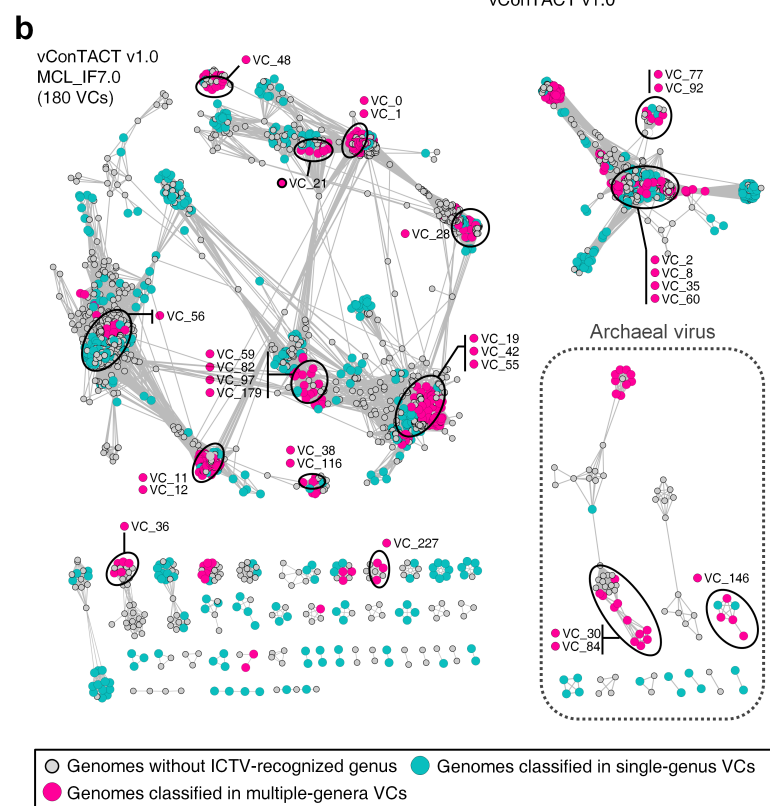 vConTACT v1.0
b
vConTACT v1.0
MCL_IF7.0
(180 VCs)
VC_48
VC_0
VC_1
VC_21
VC_28
VC_77
VC_92
VC_2
VC_8
VC_35
VC_60
VC_56
VC_59
VC_82
VC_97
VC_179
VC_19
VC_42
VC_55
VC_38
VC_116
VC_11
VC_12
VC_36
VC_227
Archaeal virus
VC_146
VC_30
VC_84
Genomes without ICTV-recognized genus
Genomes classified in single-genus VCs
Genomes classified in multiple-genera VCs